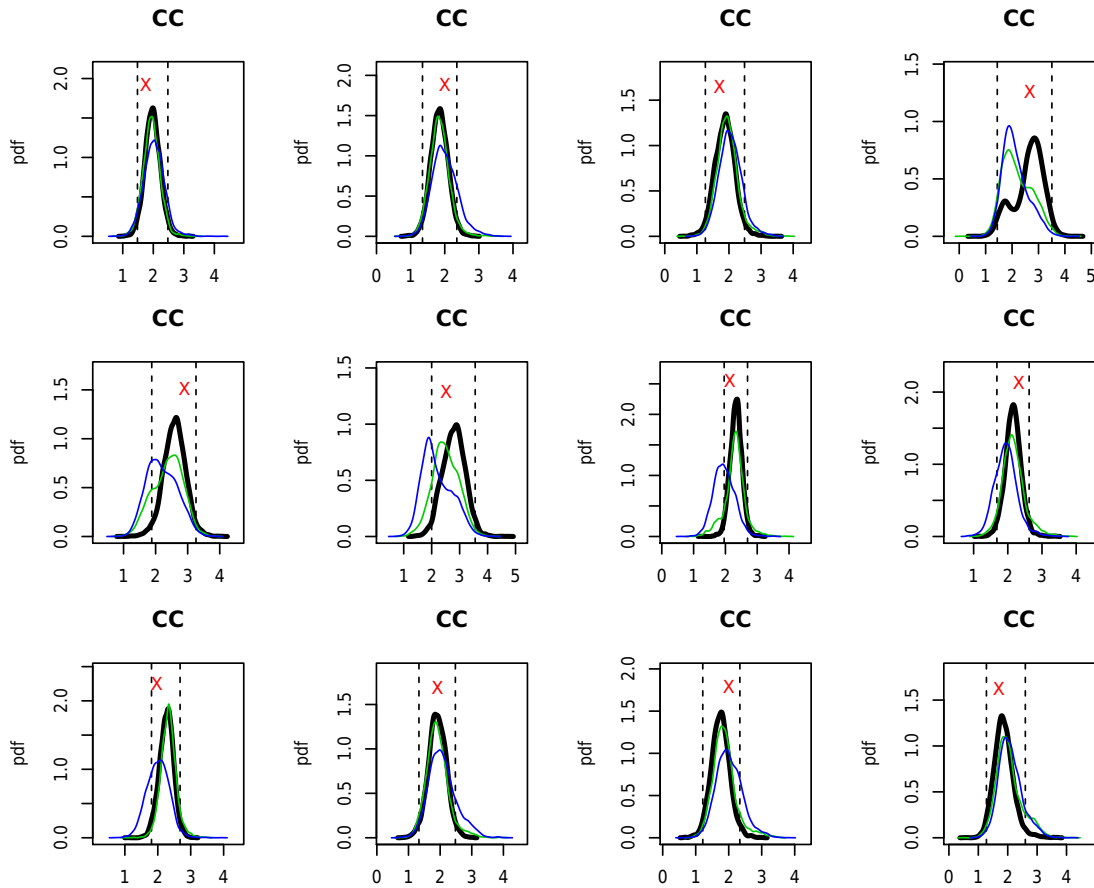 CC CC CC CC
pdf pdf pdf pdf
2.0 2.0 1.5 1.5
1.0 1.0 1.0 1.0
0.5 0.5
0.0 0.0 0.0 0.0
X X X X
1 2 3 4 0 1 2 3 4 0 1 2 3 4 0 1 2 3 4 5
CC CC CC CC
pdf pdf pdf pdf
1.5 1.5 2.0 1.5
1.0 1.0 1.0 1.0
0.5 0.5 0.5
0.0 0.0 0.0 0.0
X X X X
1 2 3 4 1 2 3 4 5 0 1 2 3 4 1 2 3 4
CC CC CC CC
pdf pdf pdf pdf
2.0 1.5 2.0 1.5
1.0 1.0 1.5 1.0
0.0 0.5 1.0 0.5
0.0 0.5 0.0
0.0
X X X X
1 2 3 4 0 1 2 3 4 0 1 2 3 4 0 1 2 3 4